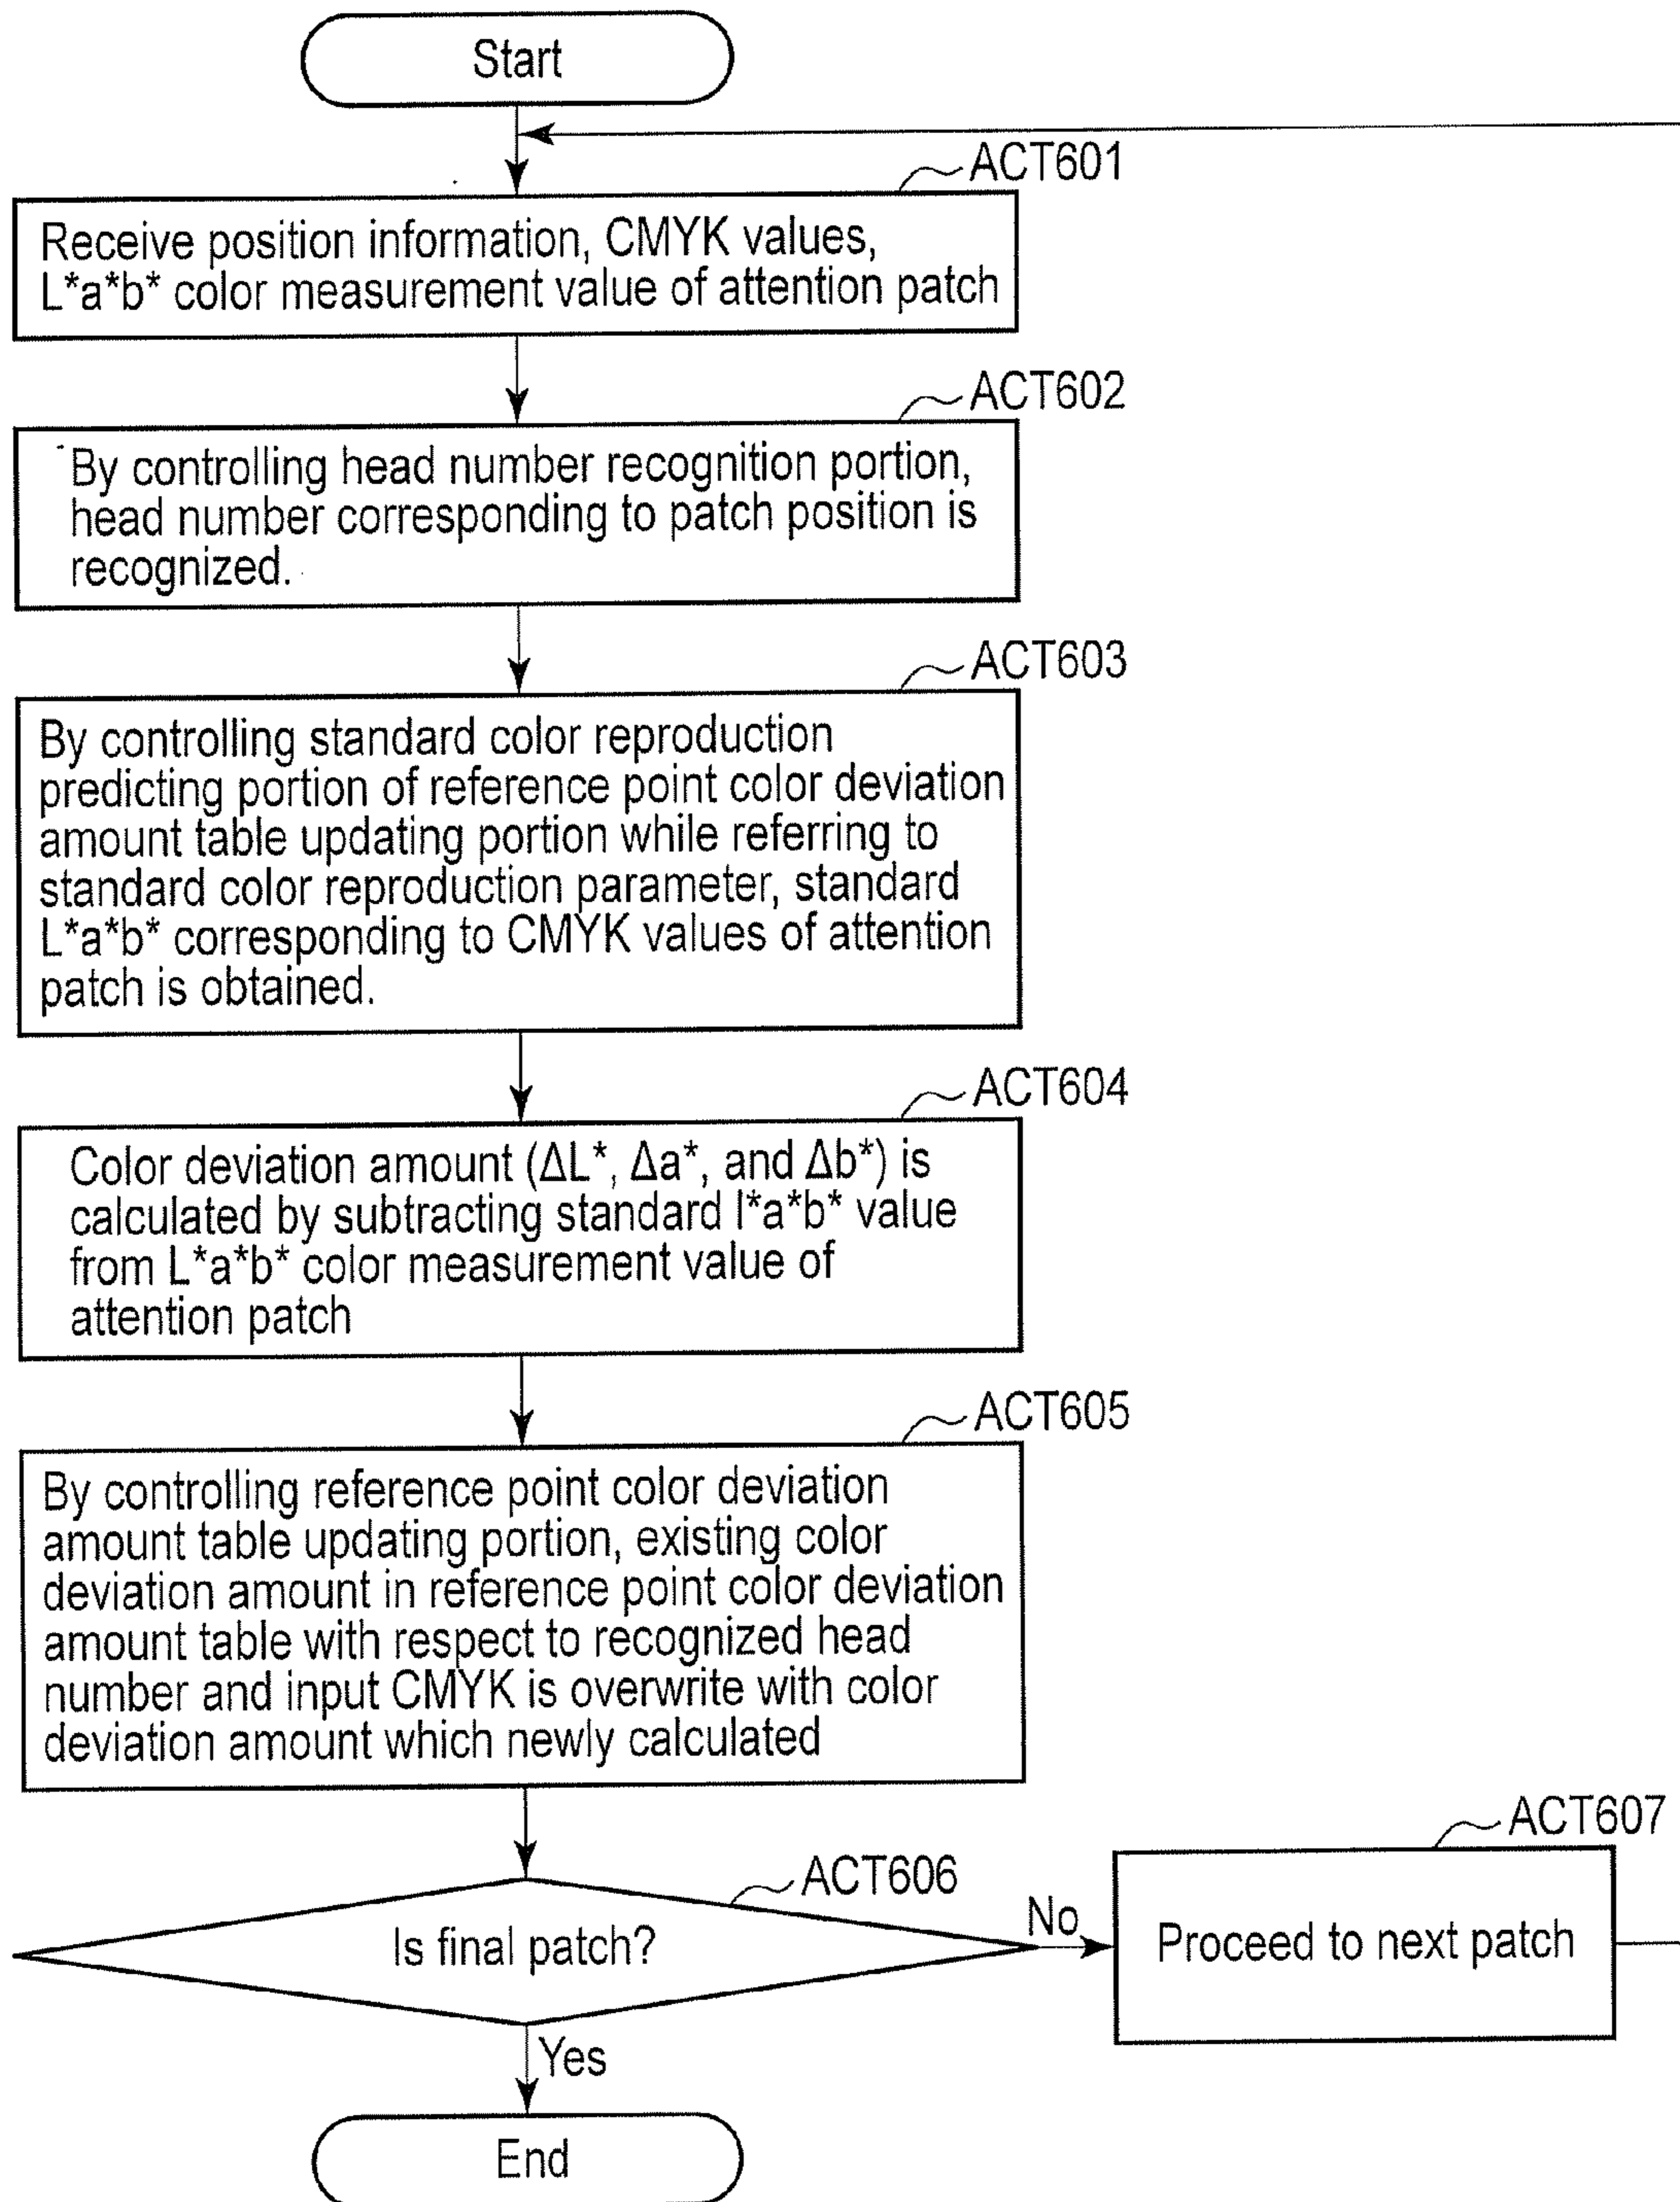 Start
ACT601
Receive position information, CMYK values,
L*a*b* color measurement value of attention patch
ACT602
By controlling head number recognition portion,
head number corresponding to patch position is
recognized.
ACT603
By controlling standard color reproduction
predicting portion of reference point color deviation
amount table updating portion while referring to
standard color reproduction parameter, standard
L*a*b* corresponding to CMYK values of attention
patch is obtained.
ACT604
Color deviation amount (ΔL*, Δa*, and Δb*) is
calculated by subtracting standard l*a*b* value
from L*a*b* color measurement value of
attention patch
ACT605
By controlling reference point color deviation
amount table updating portion, existing color
deviation amount in reference point color deviation
amount table with respect to recognized head
number and input CMYK is overwrite with color
deviation amount which newly calculated
ACT606
Is final patch?
No
ACT607
Proceed to next patch
Yes
End